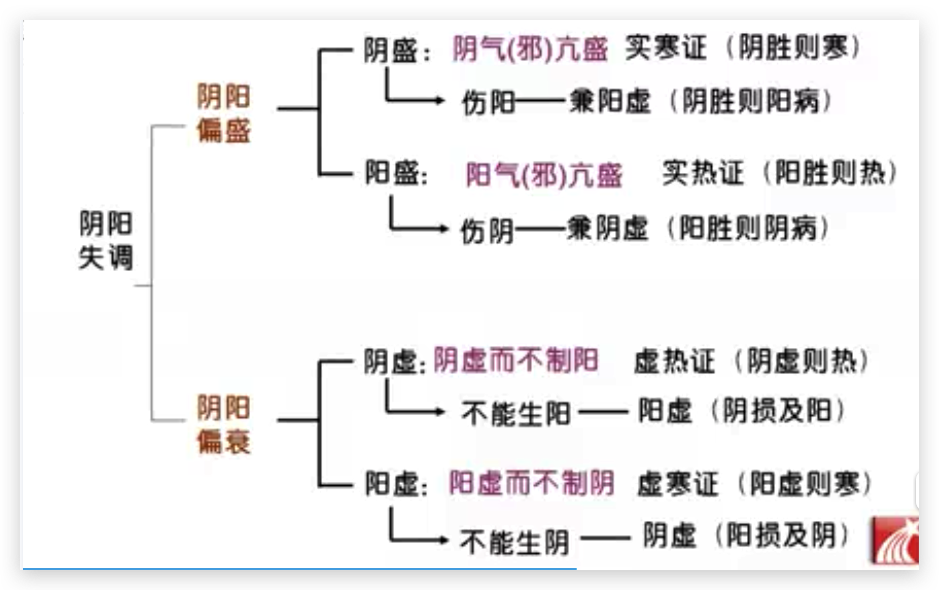 阴盛：阴气(邪)亢盛 实寒证（阴胜则寒）
阴阳
偏盛
伤阳——兼阳虚（阴胜则阳病）
阳盛：阳气(邪)亢盛 实热证（阳胜则热）
阴阳
失调
伤阴——兼阴虚（阳胜则阴病）
阴虚：阴虚而不制阳 虚热证（阴虚则热）
阴阳
偏衰
不能生阳——阳虚（阴损及阳）
阳虚：阳虚而不制阴 虚寒证（阳虚则寒）
不能生阴——阴虚（阳损及阴）